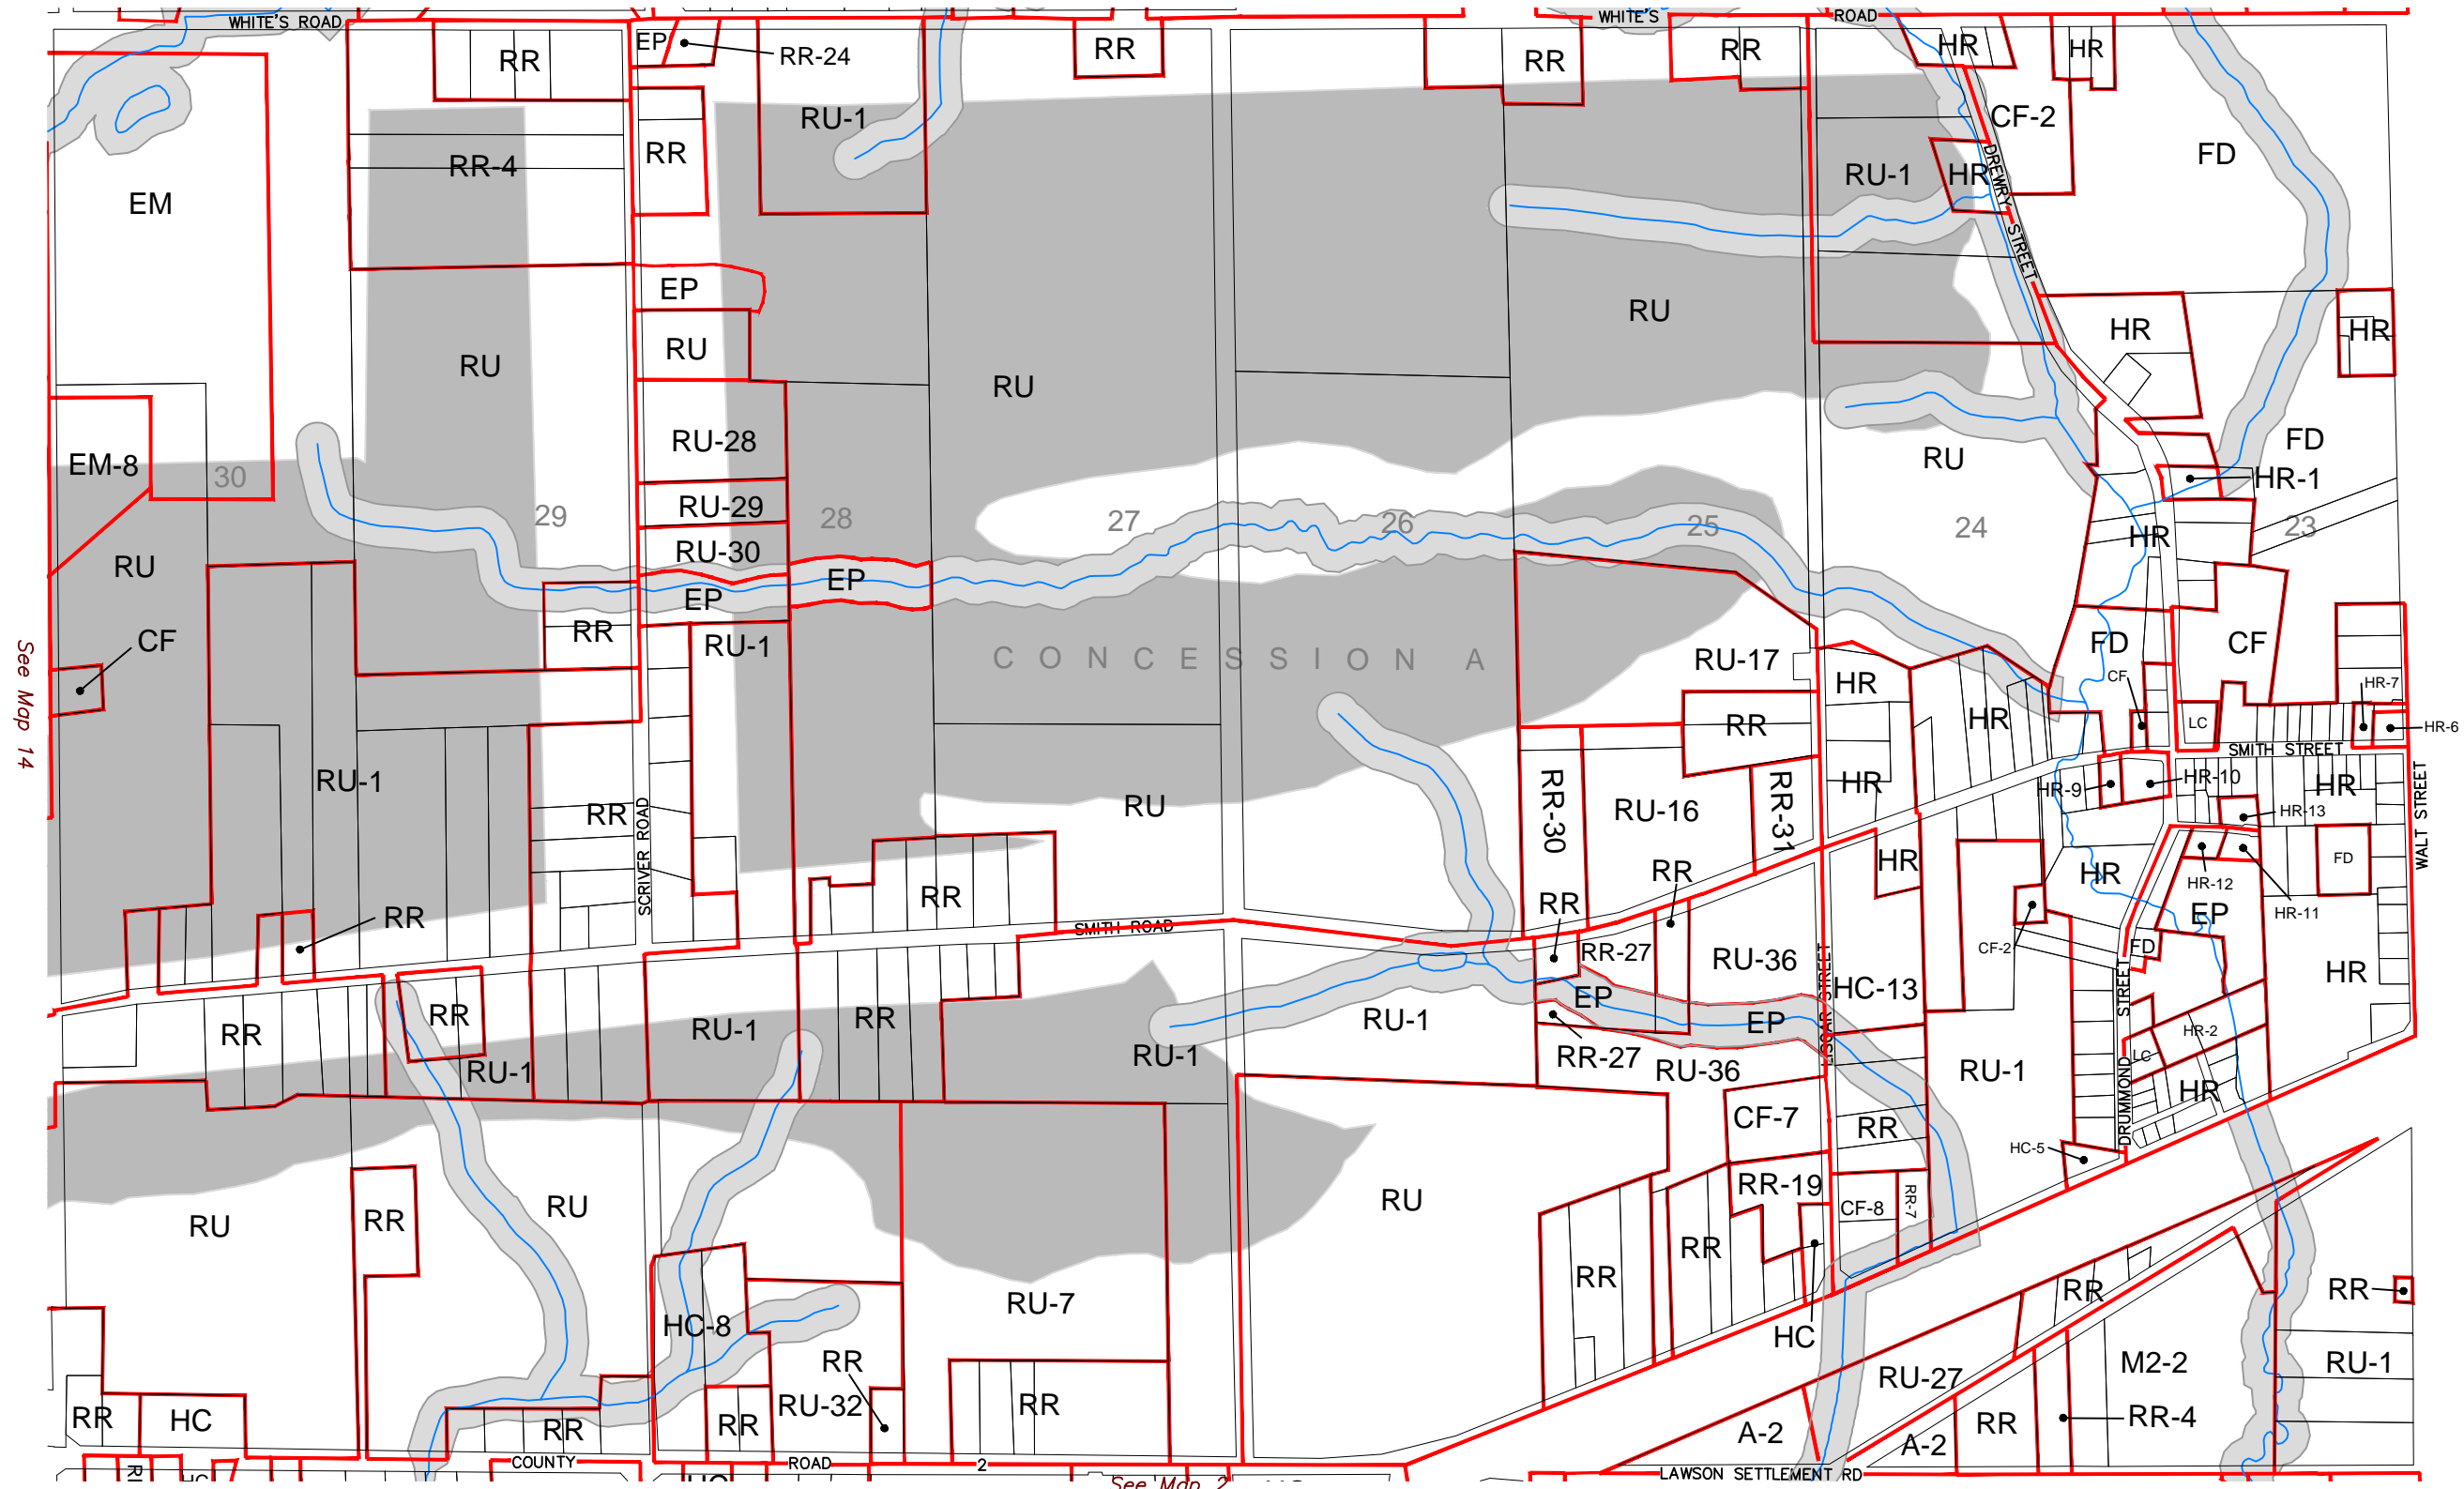 WHITE'S ROAD
WHITE'S
ROAD
EP
RR-24
RR
RR
RR
RR
HR
HR
RU-1
CF-2
RR-4
RR
FD
EM
RU-1
HR
DREWRY STREET
EP
RU
HR
HR
RU
RU
RU
RU-28
RU
FD
EM-8
30
HR-1
RU-29
29
28
27
26
25
24
23
RU-30
HR
RU
EP
EP
RR
CF
RU-1
CONCESSION A
RU-17
FD
CF
See Map 14
HR
CF
HR-7
RR
HR
LC
HR-6
SMITH STREET
RU-1
RR
SCRIVER ROAD
RU
RR-30
RU-16
RR-31
HR
HR-9
HR-10
HR
HR-13
WALT STREET
HR
RR
FD
HR
HR-12
HR-11
RR
RR
RR
EP
SMITH ROAD
CF-2
FD
RR-27
RU-36
LISGAR STREET
HC-13
HR
RR
RR
RU-1
RR
RU-1
RU-1
EP
EP
DRUMMOND STREET
HR-2
RU-1
RR-27
RU-36
RU-1
LC
HR
CF-7
RR
HC-5
RU
RR
RU
RU
RR-19
CF-8
RR-7
RR
RR
RU-7
RR
RR
HC-8
HC
RR
M2-2
RU-1
RU-27
RR
HC
RR
RR
RU-32
RR
A-2
A-2
RR
RR-4
COUNTY
ROAD
2
LAWSON SETTLEMENT RD
See Map 2